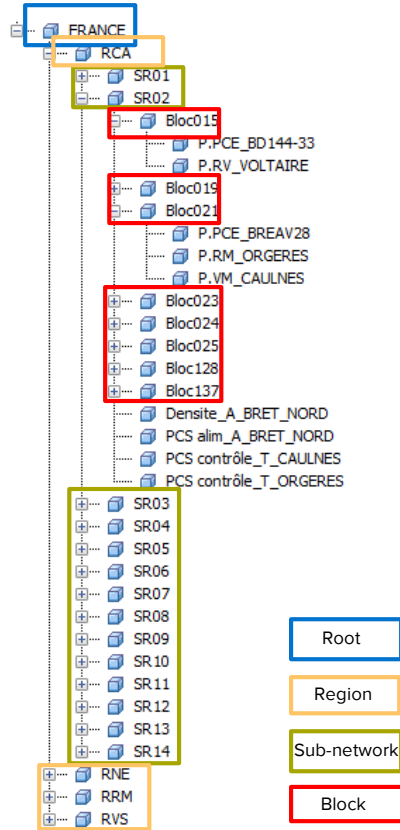 FRANCE
RCA
SR01
SR02
Bloc015
P.PCE_BD144-33
P.RV_VOLTAIRE
Bloc019
Bloc021
P.PCE_BREAV28
P.RM_ORGERES
P.VM_CAULNES
Bloc023
Bloc024
Bloc025
Bloc128
Bloc137
Densite_A_BRET_NORD
PCS alim_A_BRET_NORD
PCS contrôle_T_CAULNES
PCS contrôle_T_ORGERES
SR03
SR04
SR05
SR06
SR07
SR08
SR09
SR10
SR11
SR12
SR13
SR14
RNE
RRM
RVS
Root
Region
Sub-network
Block